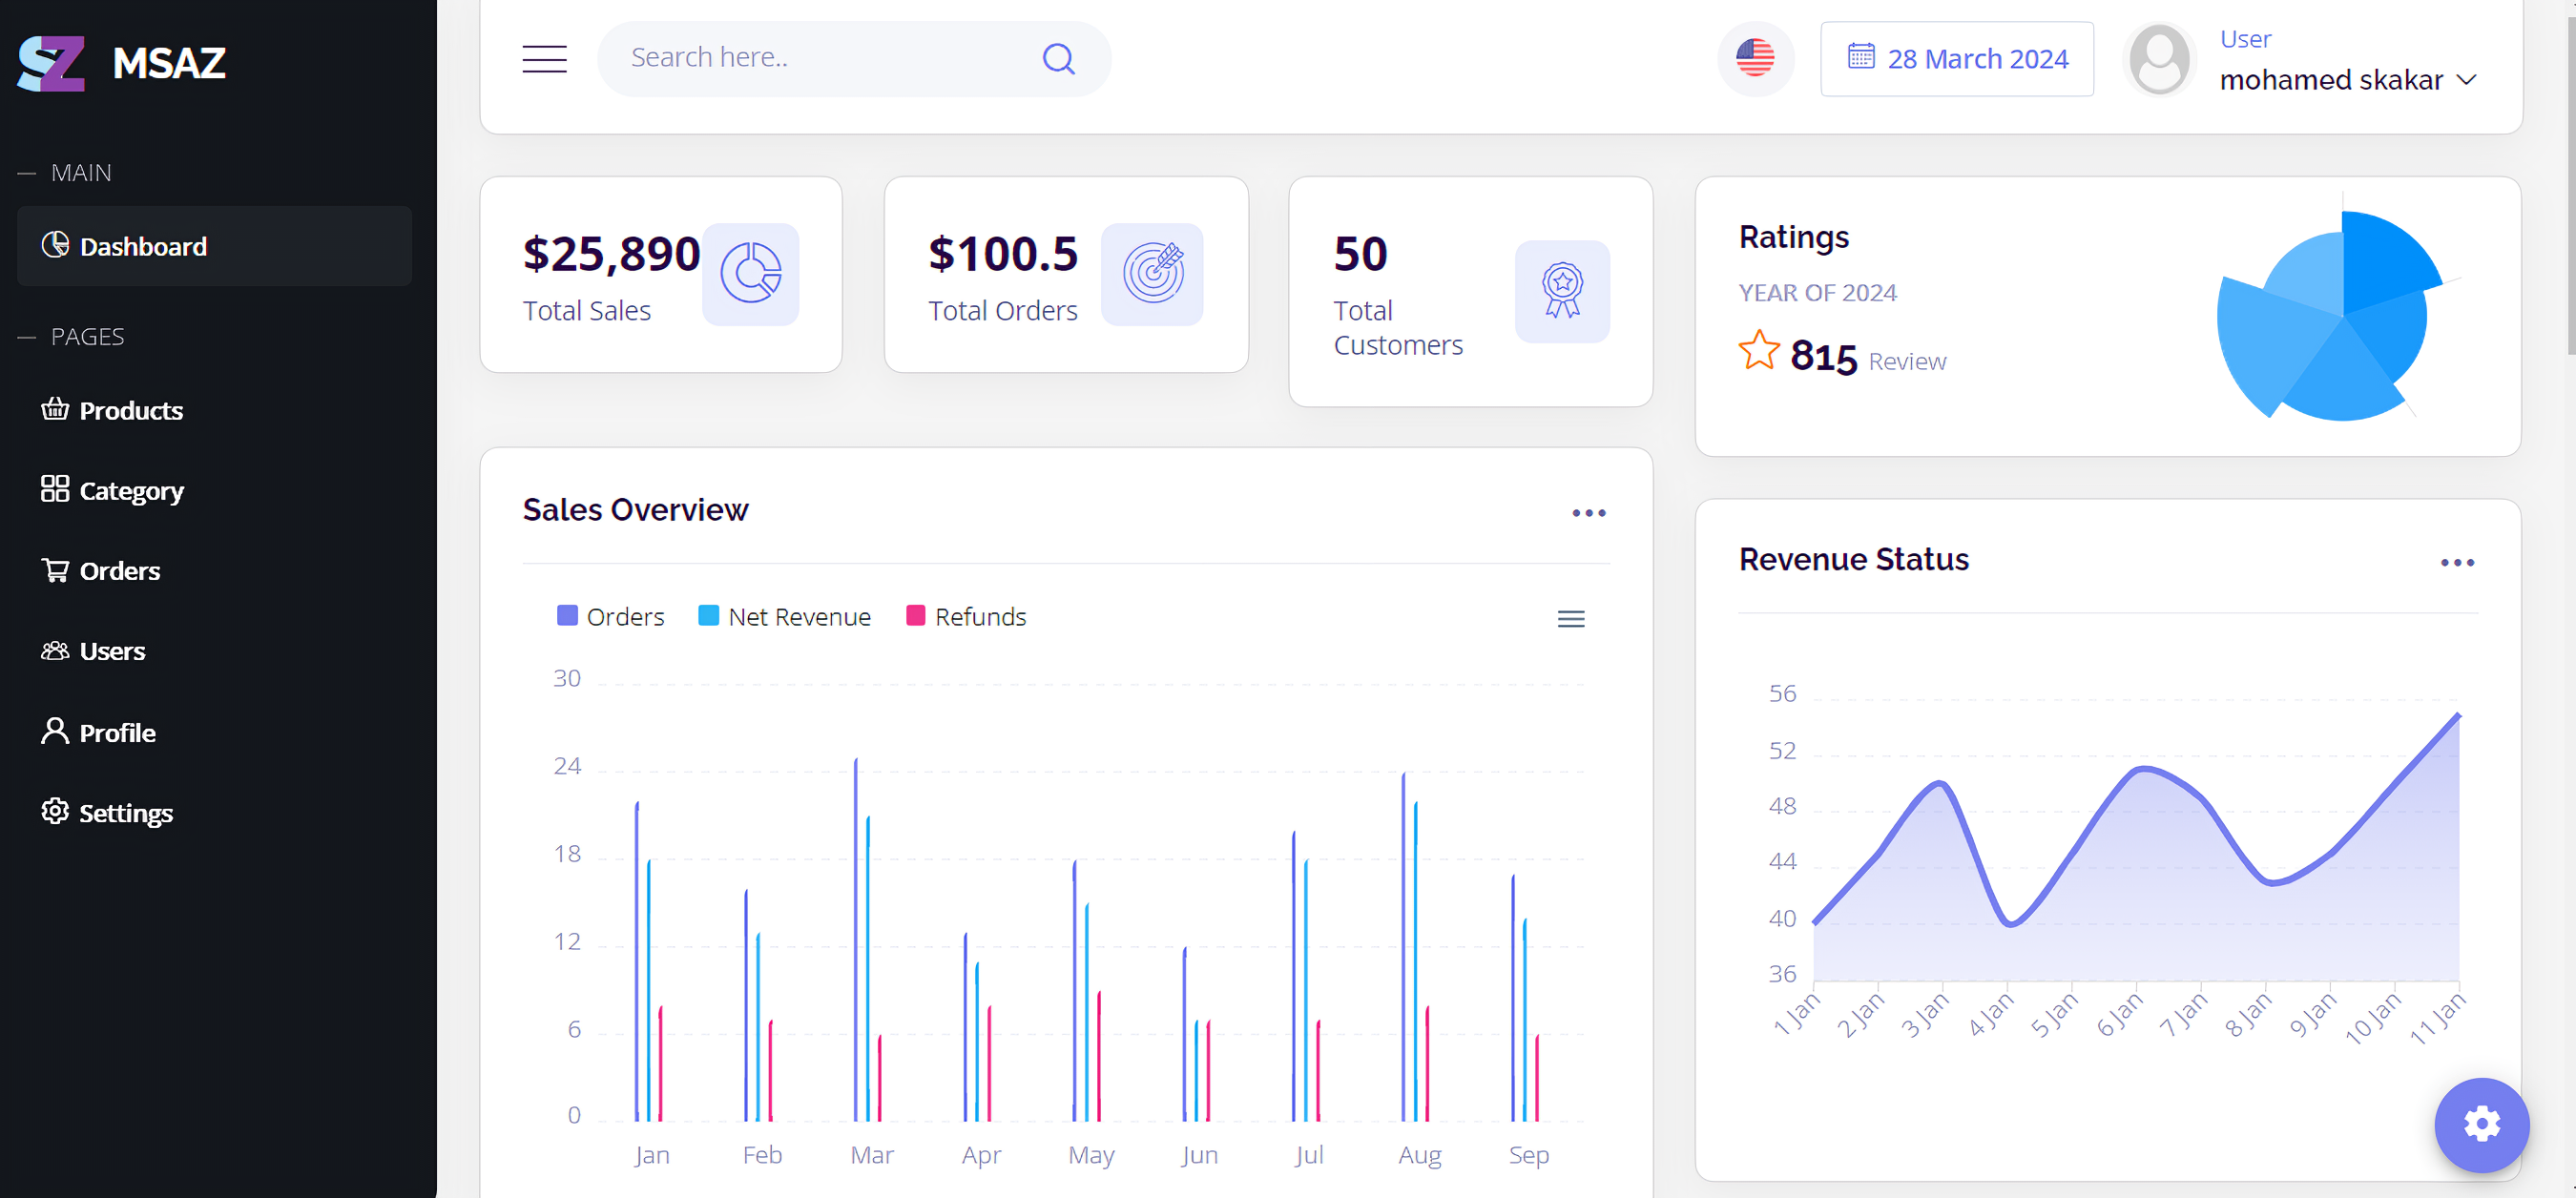 SZ MSAZ
MAIN
Dashboard
PAGES
Products
Category
Orders
Users
Profile
Settings
Search here..
28 March 2024
User
mohamed skakar
$25,890
Total Sales
$100.5
Total Orders
50
Total
Customers
Ratings
YEAR OF 2024
815 Review
Sales Overview
Orders Net Revenue Refunds
30
24
18
12
6
0
Jan Feb Mar Apr May Jun Jul Aug Sep
Revenue Status
56
52
48
44
40
36
1 Jan 2 Jan 3 Jan 4 Jan 5 Jan 6 Jan 7 Jan 8 Jan 9 Jan 10 Jan 11 Jan